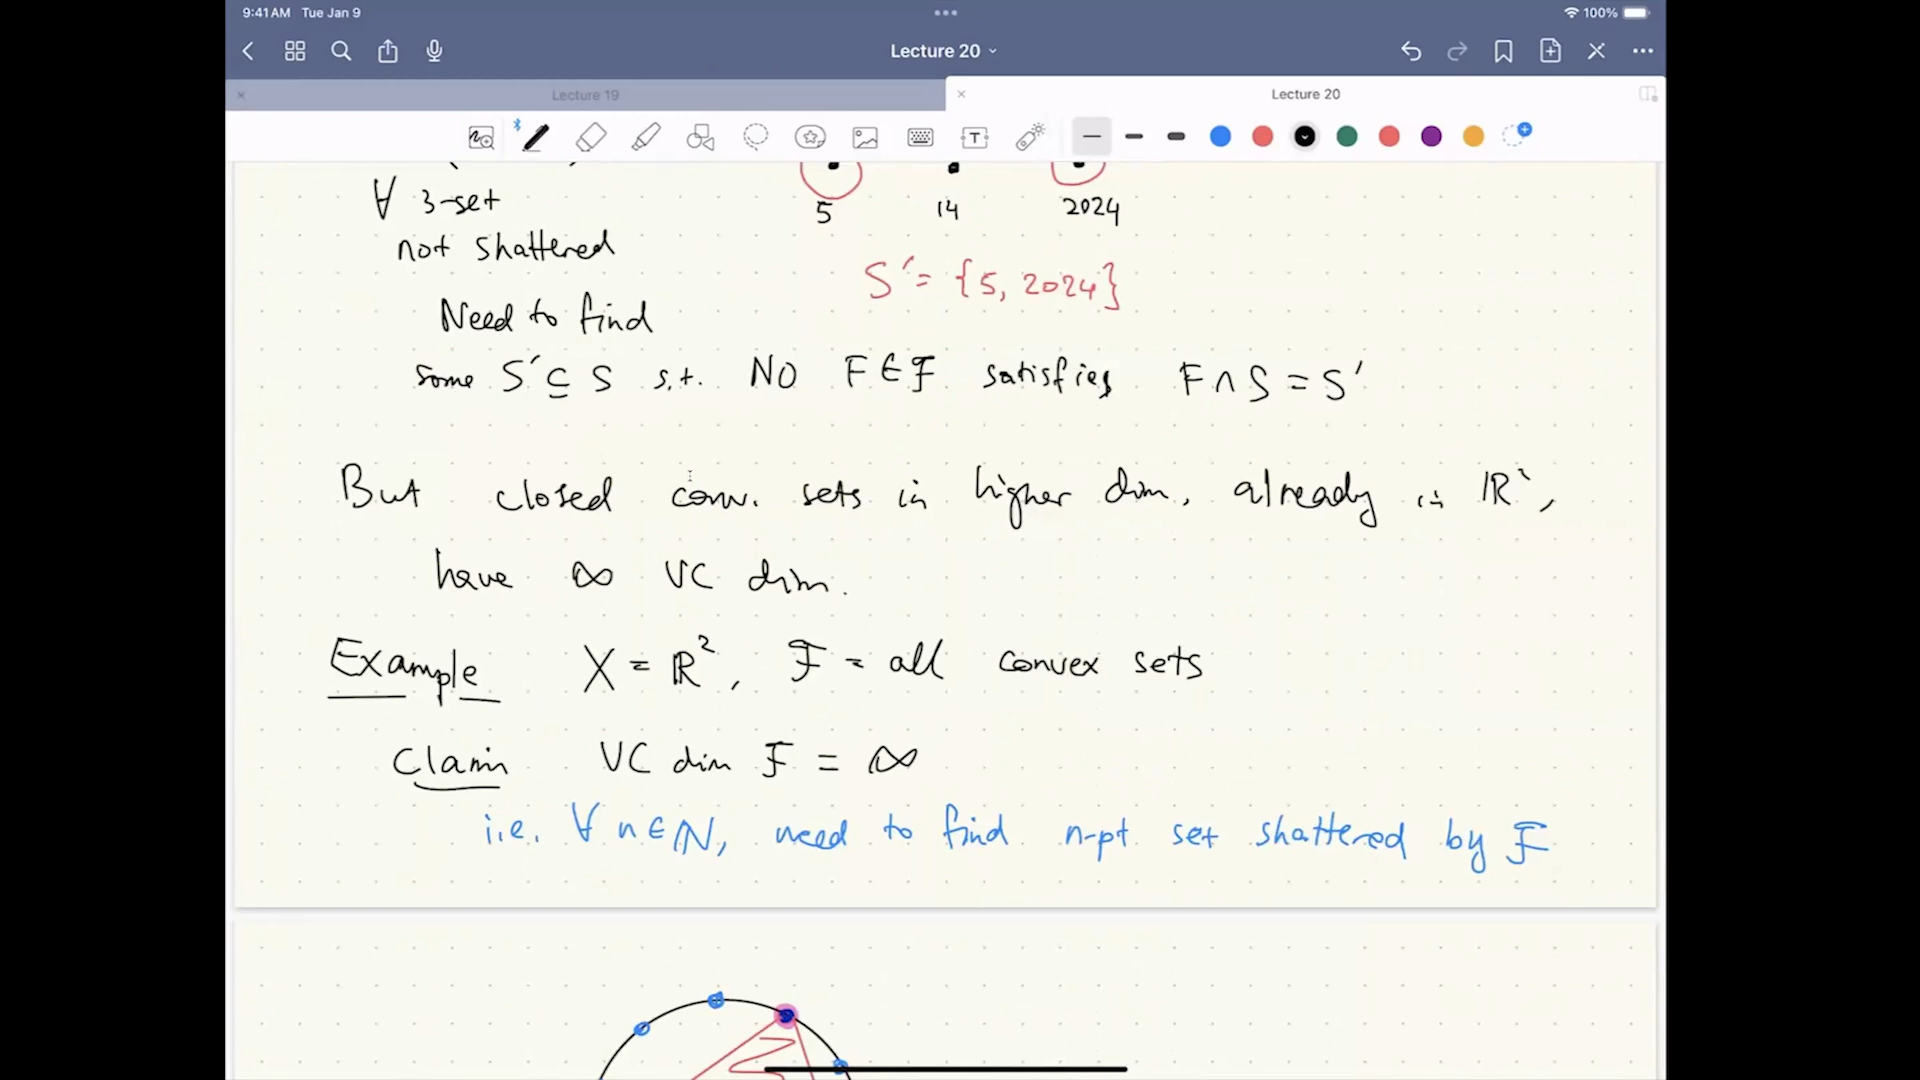 9:41 AM Tue Jan 9
100%
Lecture 20
Lecture 19
Lecture 20
T
∀ 3-set
5 14 2024
not shattered
S' = {5, 2024}
Need to find
some S' ⊆ S s.t. NO F ∈ ℱ satisfies F ∩ S = S'
But closed conv. sets in higher dim, already in ℝ²,
have ∞ VC dim.
Example X = ℝ², ℱ = all convex sets
Claim VC dim ℱ = ∞
i.e. ∀ n ∈ ℕ, need to find n-pt set shattered by ℱ